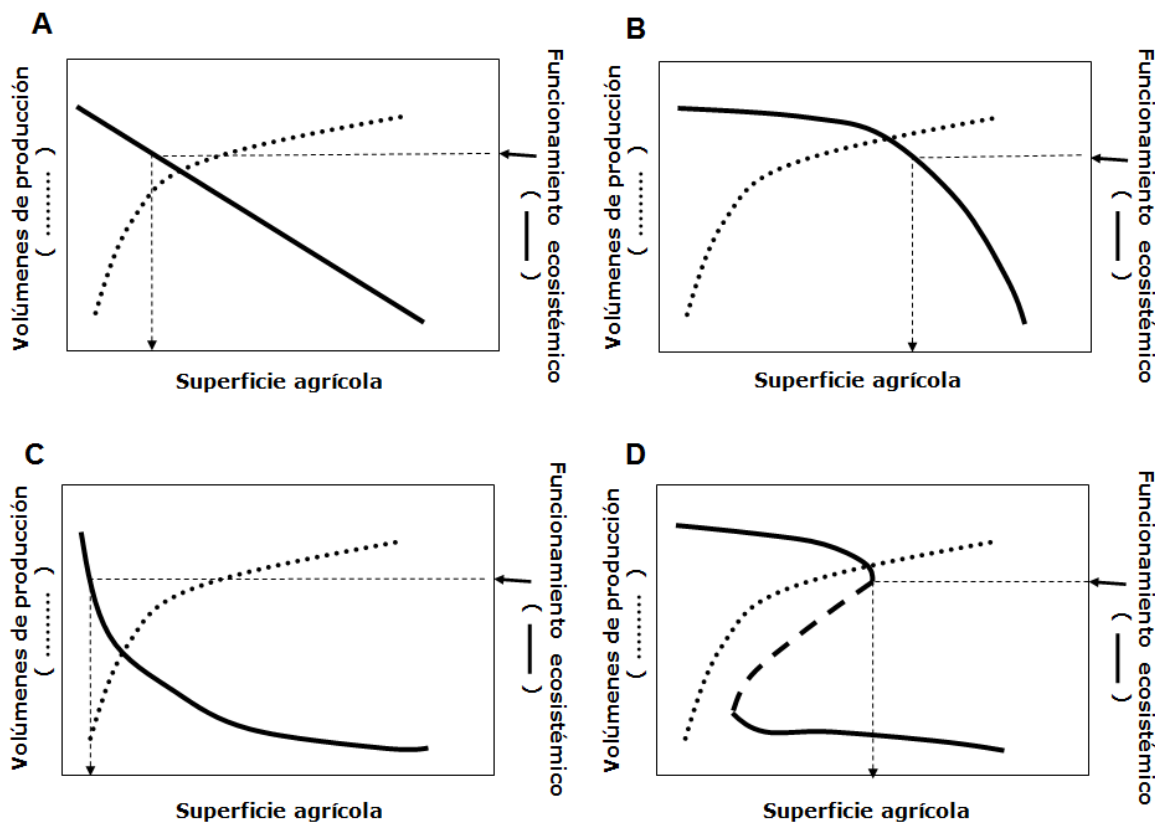 A
Volúmenes de producción
(........)
Funcionamiento ecosistémico
( — )
Superficie agrícola
B
Volúmenes de producción
(........)
Funcionamiento ecosistémico
( — )
Superficie agrícola
C
Volúmenes de producción
(........)
Funcionamiento ecosistémico
( — )
Superficie agrícola
D
Volúmenes de producción
(........)
Funcionamiento ecosistémico
( — )
Superficie agrícola